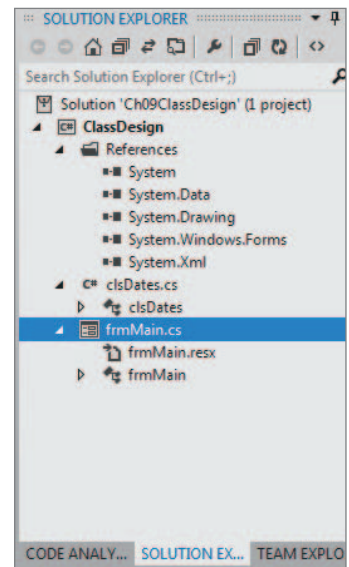 SOLUTION EXPLORER
Search Solution Explorer (Ctrl+;)
Solution 'Ch09ClassDesign' (1 project)
C# ClassDesign
References
System
System.Data
System.Drawing
System.Windows.Forms
System.Xml
C# clsDates.cs
clsDates
frmMain.cs
frmMain.resx
frmMain
CODE ANALY... SOLUTION EX... TEAM EXPLO